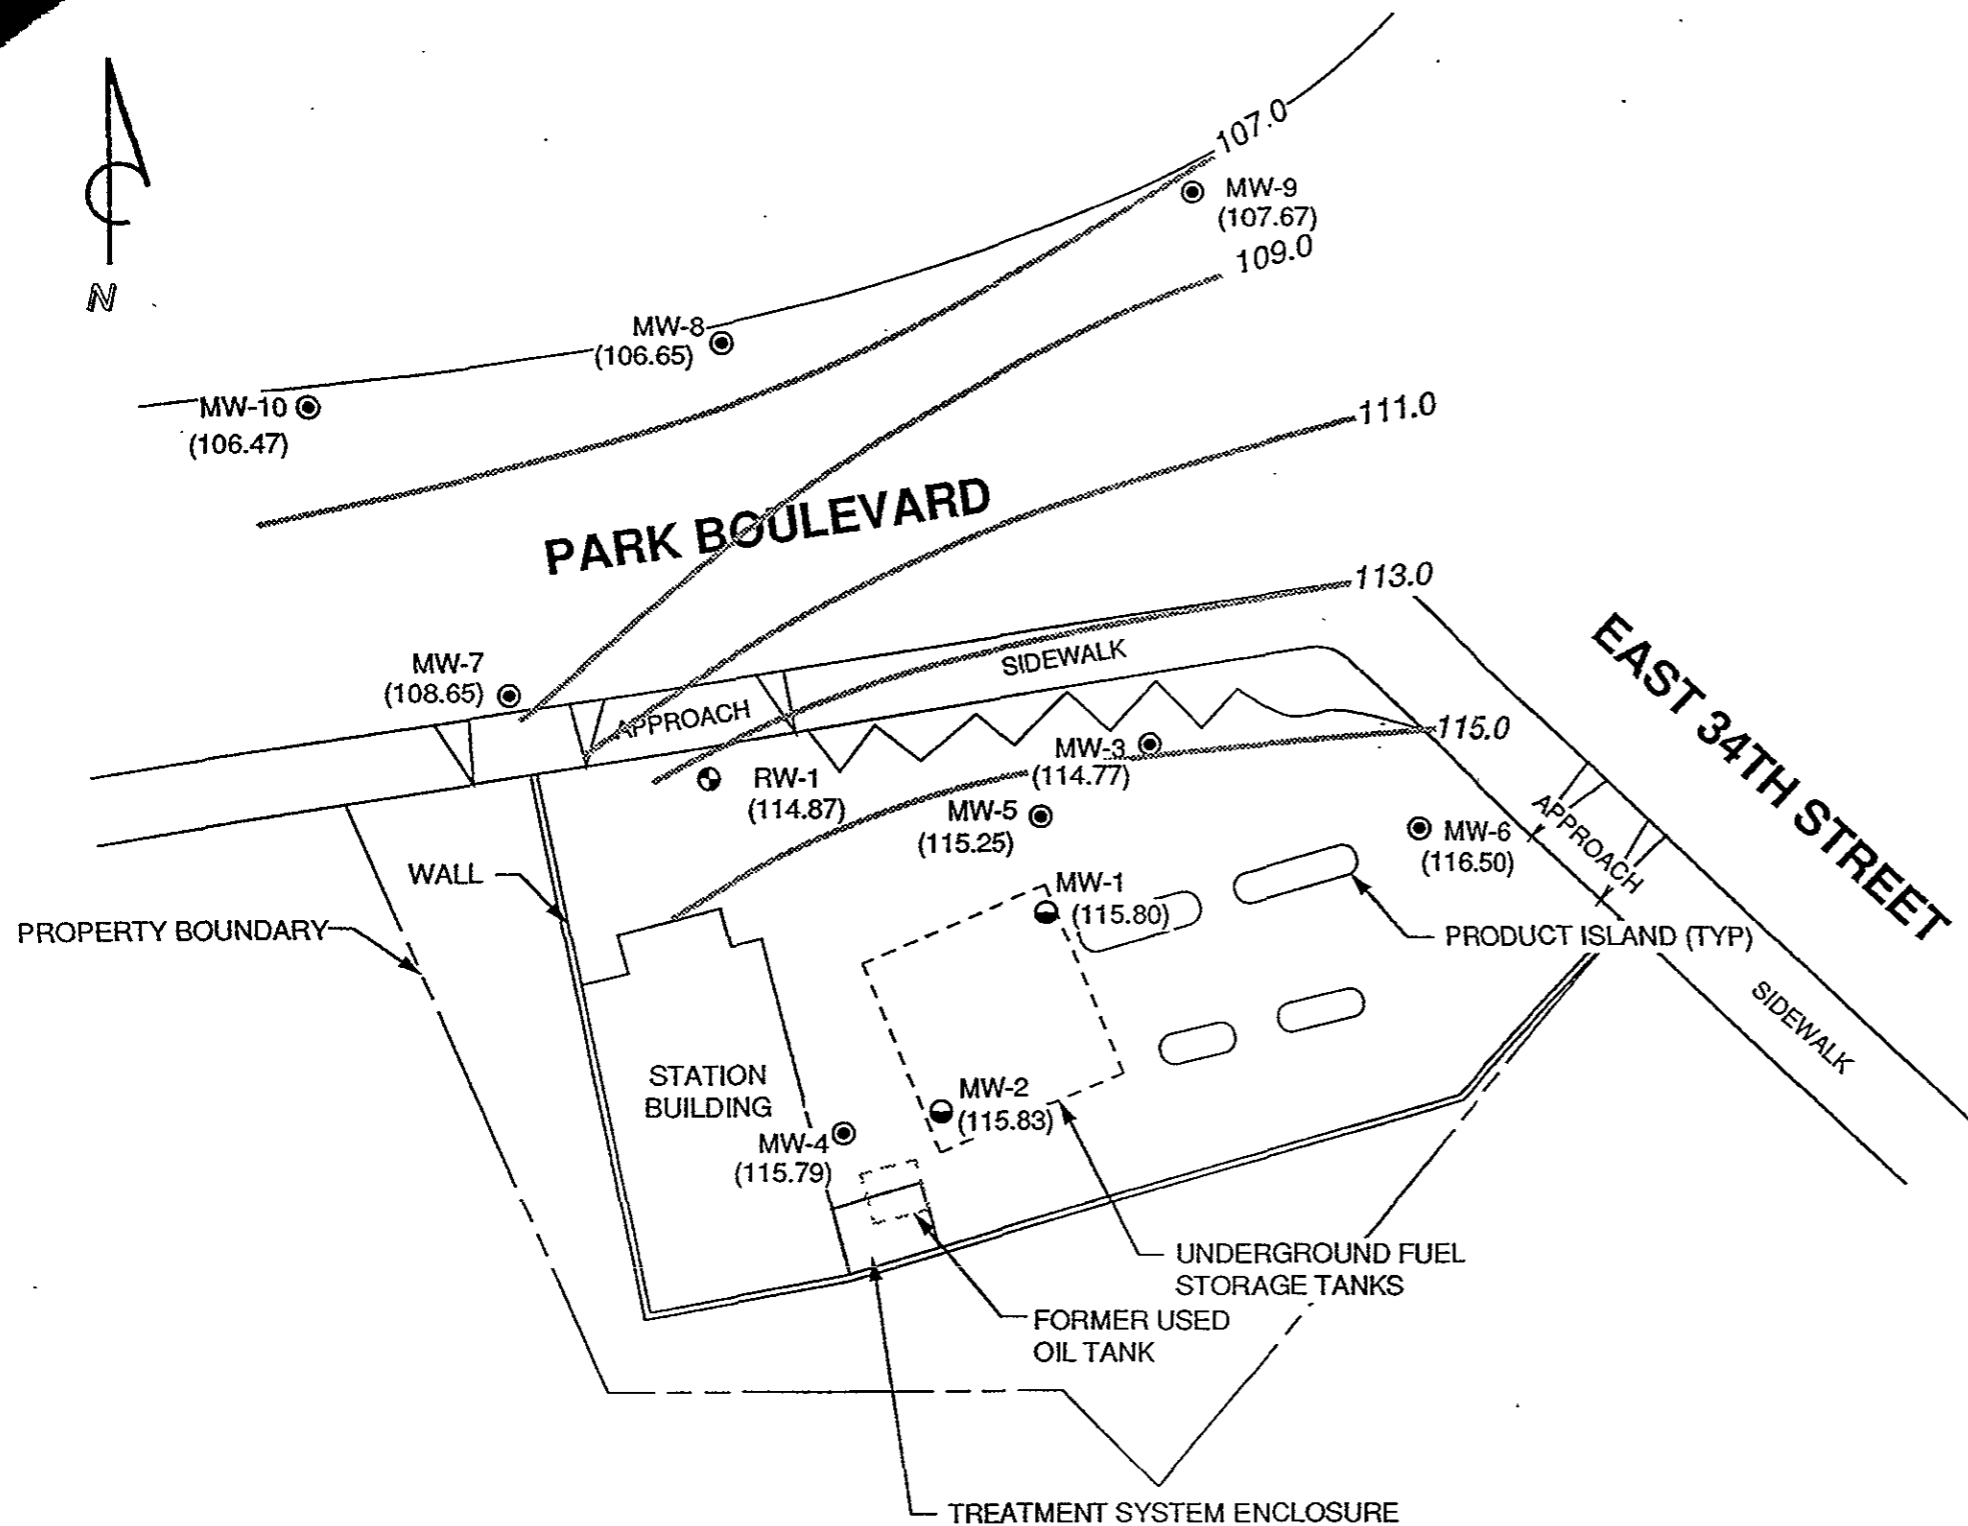 107.0
MW-9
(107.67)
109.0
N
MW-8
(106.65)
MW-10
(106.47)
111.0
PARK BOULEVARD
113.0
EAST 34TH STREET
SIDEWALK
MW-7
(108.65)
APPROACH
115.0
MW-3
(114.77)
RW-1
(114.87)
MW-5
(115.25)
APPROACH
MW-6
(116.50)
WALL
MW-1
(115.80)
PROPERTY BOUNDARY
PRODUCT ISLAND (TYP)
SIDEWALK
STATION
BUILDING
MW-2
(115.83)
MW-4
(115.79)
UNDERGROUND FUEL
STORAGE TANKS
FORMER USED
OIL TANK
TREATMENT SYSTEM ENCLOSURE